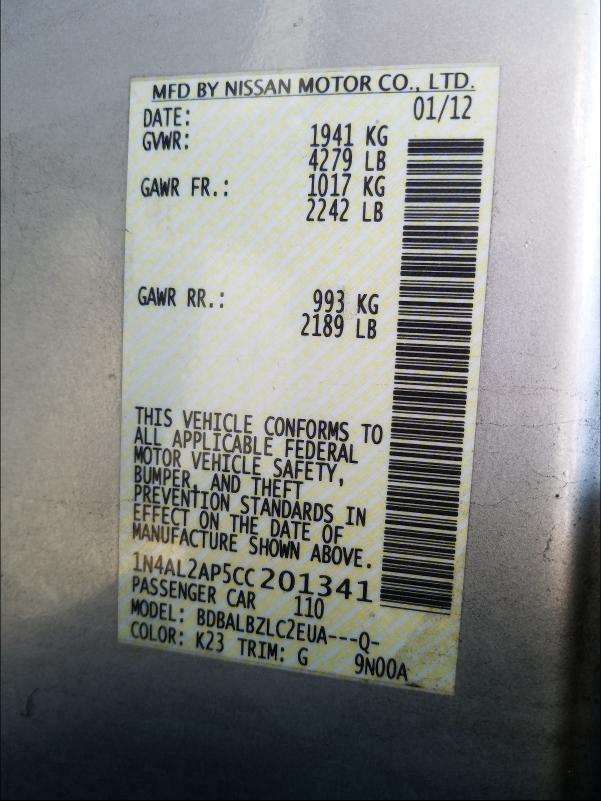 MFD BY NISSAN MOTOR CO., LTD.
DATE: 01/12
GVWR: 1941 KG
4279 LB
GAWR FR.: 1017 KG
2242 LB
GAWR RR.: 993 KG
2189 LB
THIS VEHICLE CONFORMS TO
ALL APPLICABLE FEDERAL
MOTOR VEHICLE SAFETY,
BUMPER, AND THEFT
PREVENTION STANDARDS IN
EFFECT ON THE DATE OF
MANUFACTURE SHOWN ABOVE.
1N4AL2AP5CC201341
PASSENGER CAR 110
MODEL: BDBALBZLC2EUA---Q-
COLOR: K23 TRIM: G 9N00A